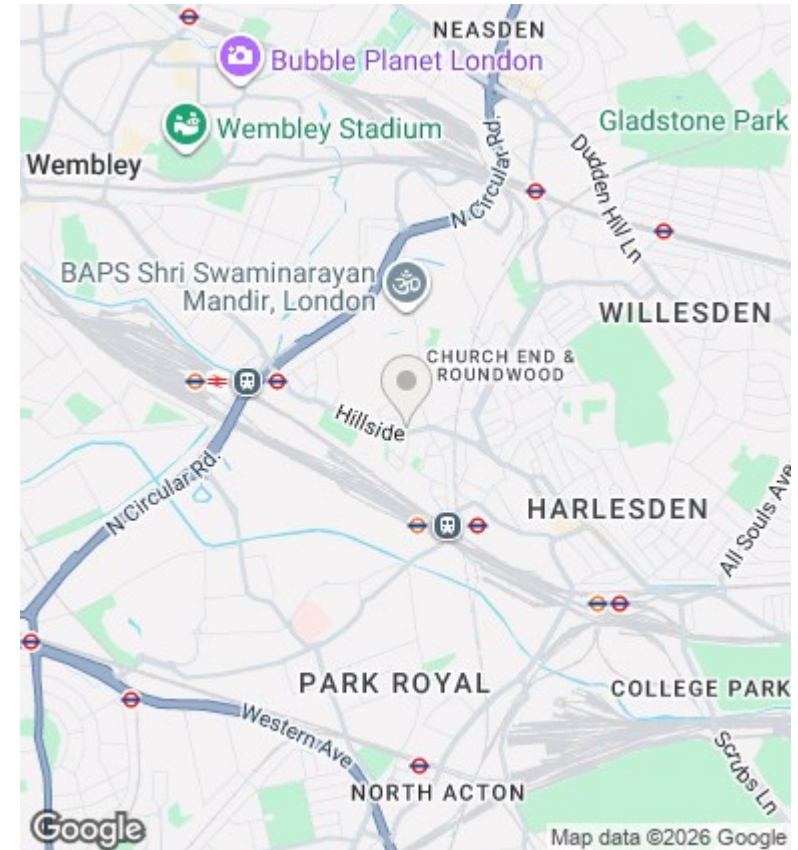 NEASDEN
Bubble Planet London
Wembley Stadium
Gladstone Park
Wembley
N Circular Rd.
Dudden Hill Ln
BAPS Shri Swaminarayan
Mandir, London
WILLESDEN
CHURCH END &
ROUNDWOOD
Hillside
N Circular Rd.
HARLESDEN
All Souls Ave
PARK ROYAL
COLLEGE PARK
Western Ave
Scrubs Ln
NORTH ACTON
Google
Map data ©2026 Google